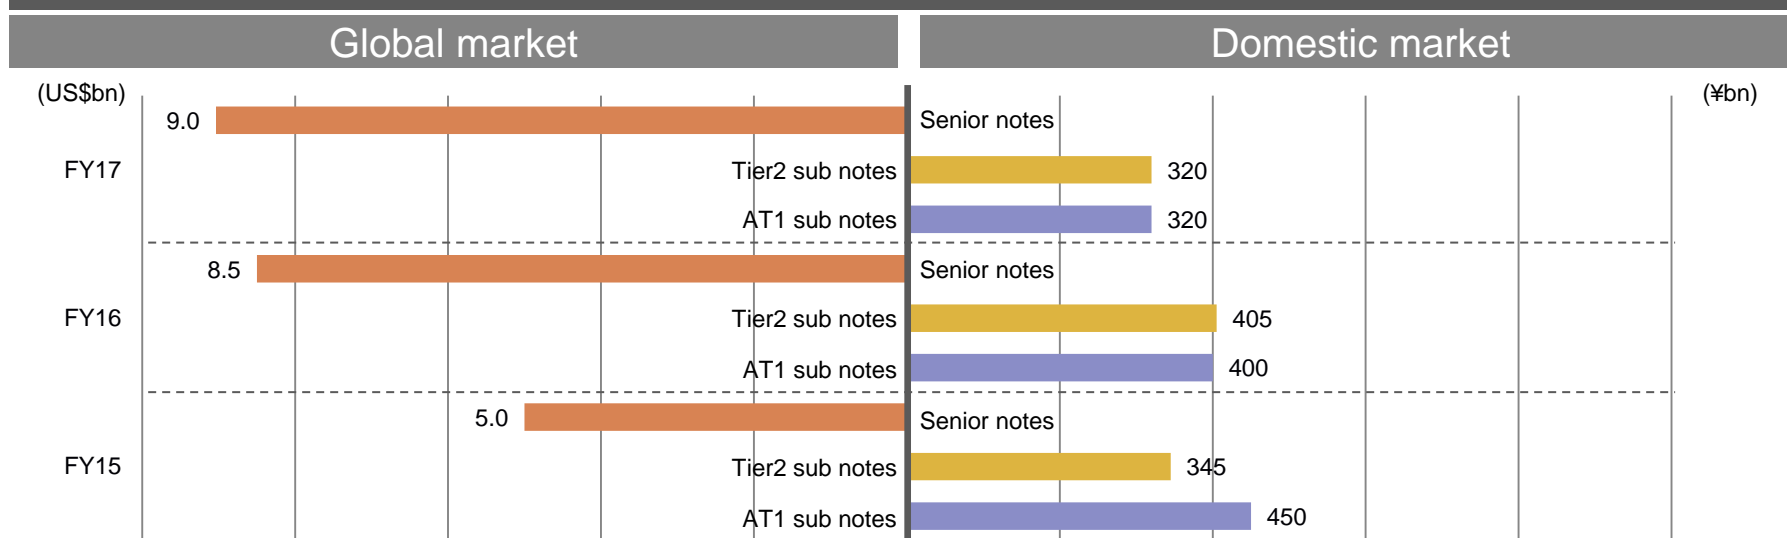 Global market
Domestic market
(US$bn)
(¥bn)
9.0
Senior notes
FY17
Tier2 sub notes
320
AT1 sub notes
320
8.5
Senior notes
FY16
Tier2 sub notes
405
AT1 sub notes
400
5.0
Senior notes
FY15
Tier2 sub notes
345
AT1 sub notes
450